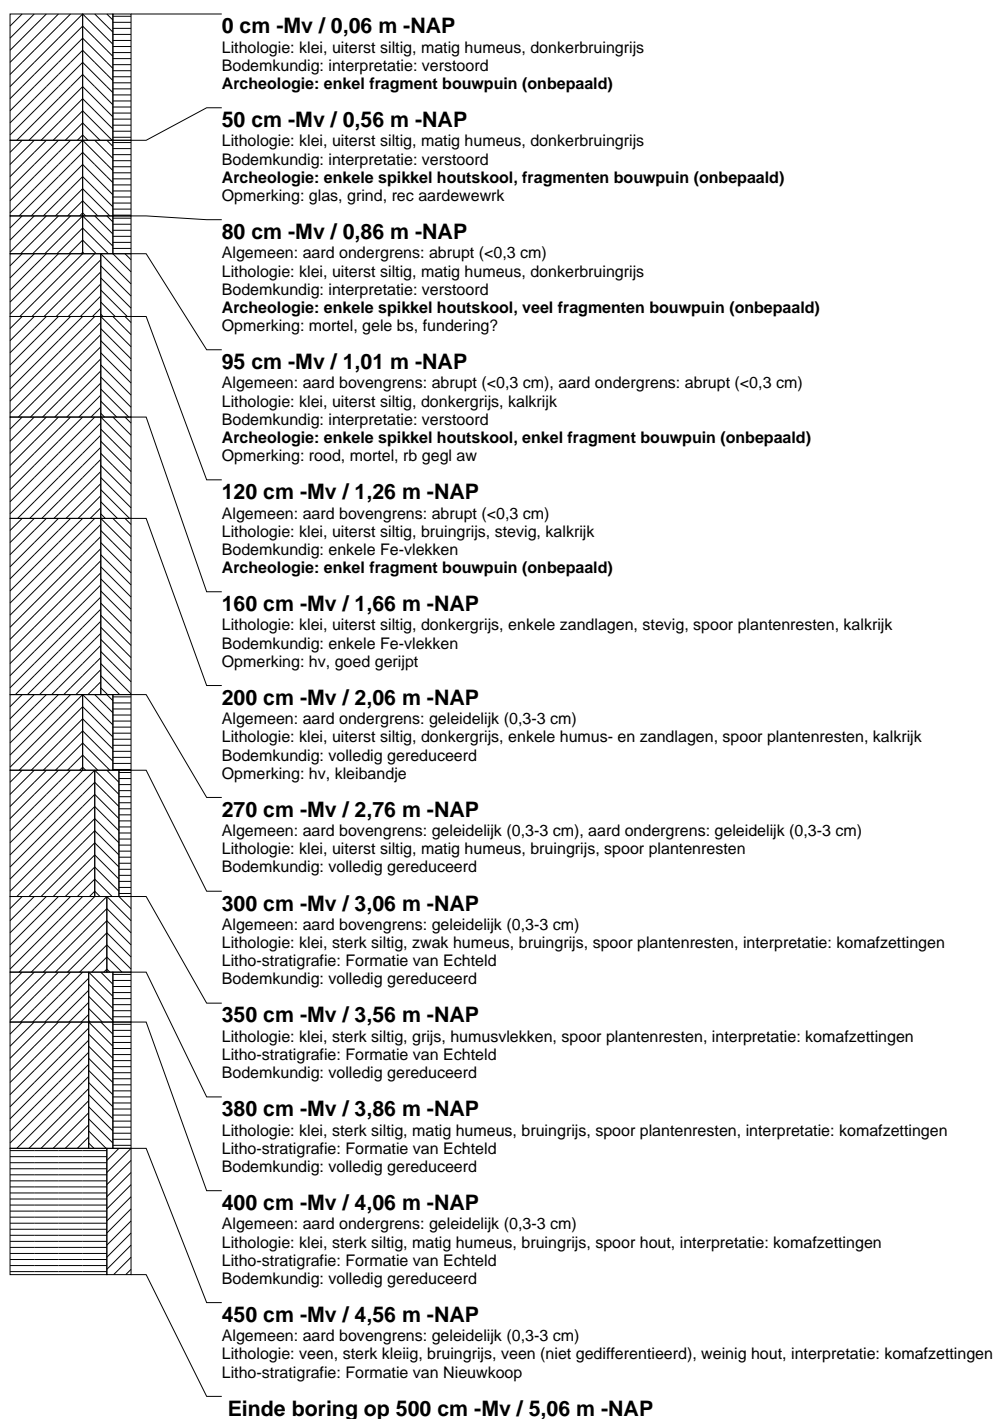 0 cm -Mv / 0,06 m -NAP
Lithologie: klei, uiterst siltig, matig humeus, donkerbruingrijs
Bodemkundig: interpretatie: verstoord
Archeologie: enkel fragment bouwpuin (onbepaald)
50 cm -Mv / 0,56 m -NAP
Lithologie: klei, uiterst siltig, matig humeus, donkerbruingrijs
Bodemkundig: interpretatie: verstoord
Archeologie: enkele spikkel houtskool, fragmenten bouwpuin (onbepaald)
Opmerking: glas, grind, rec aardewewrk
80 cm -Mv / 0,86 m -NAP
Algemeen: aard ondergrens: abrupt (<0,3 cm)
Lithologie: klei, uiterst siltig, matig humeus, donkerbruingrijs
Bodemkundig: interpretatie: verstoord
Archeologie: enkele spikkel houtskool, veel fragmenten bouwpuin (onbepaald)
Opmerking: mortel, gele bs, fundering?
95 cm -Mv / 1,01 m -NAP
Algemeen: aard bovengrens: abrupt (<0,3 cm), aard ondergrens: abrupt (<0,3 cm)
Lithologie: klei, uiterst siltig, donkergrijs, kalkrijk
Bodemkundig: interpretatie: verstoord
Archeologie: enkele spikkel houtskool, enkel fragment bouwpuin (onbepaald)
Opmerking: rood, mortel, rb gegl aw
120 cm -Mv / 1,26 m -NAP
Algemeen: aard bovengrens: abrupt (<0,3 cm)
Lithologie: klei, uiterst siltig, bruingrijs, stevig, kalkrijk
Bodemkundig: enkele Fe-vlekken
Archeologie: enkel fragment bouwpuin (onbepaald)
160 cm -Mv / 1,66 m -NAP
Lithologie: klei, uiterst siltig, donkergrijs, enkele zandlagen, stevig, spoor plantenresten, kalkrijk
Bodemkundig: enkele Fe-vlekken
Opmerking: hv, goed gerijpt
200 cm -Mv / 2,06 m -NAP
Algemeen: aard ondergrens: geleidelijk (0,3-3 cm)
Lithologie: klei, uiterst siltig, donkergrijs, enkele humus- en zandlagen, spoor plantenresten, kalkrijk
Bodemkundig: volledig gereduceerd
Opmerking: hv, kleibandje
270 cm -Mv / 2,76 m -NAP
Algemeen: aard bovengrens: geleidelijk (0,3-3 cm), aard ondergrens: geleidelijk (0,3-3 cm)
Lithologie: klei, uiterst siltig, matig humeus, bruingrijs, spoor plantenresten
Bodemkundig: volledig gereduceerd
300 cm -Mv / 3,06 m -NAP
Algemeen: aard bovengrens: geleidelijk (0,3-3 cm)
Lithologie: klei, sterk siltig, zwak humeus, bruingrijs, spoor plantenresten, interpretatie: komafzettingen
Litho-stratigrafie: Formatie van Echteld
Bodemkundig: volledig gereduceerd
350 cm -Mv / 3,56 m -NAP
Lithologie: klei, sterk siltig, grijs, humusvlekken, spoor plantenresten, interpretatie: komafzettingen
Litho-stratigrafie: Formatie van Echteld
Bodemkundig: volledig gereduceerd
380 cm -Mv / 3,86 m -NAP
Lithologie: klei, sterk siltig, matig humeus, bruingrijs, spoor plantenresten, interpretatie: komafzettingen
Litho-stratigrafie: Formatie van Echteld
Bodemkundig: volledig gereduceerd
400 cm -Mv / 4,06 m -NAP
Algemeen: aard ondergrens: geleidelijk (0,3-3 cm)
Lithologie: klei, sterk siltig, matig humeus, bruingrijs, spoor hout, interpretatie: komafzettingen
Litho-stratigrafie: Formatie van Echteld
Bodemkundig: volledig gereduceerd
450 cm -Mv / 4,56 m -NAP
Algemeen: aard bovengrens: geleidelijk (0,3-3 cm)
Lithologie: veen, sterk kleiig, bruingrijs, veen (niet gedifferentieerd), weinig hout, interpretatie: komafzettingen
Litho-stratigrafie: Formatie van Nieuwkoop
Einde boring op 500 cm -Mv / 5,06 m -NAP